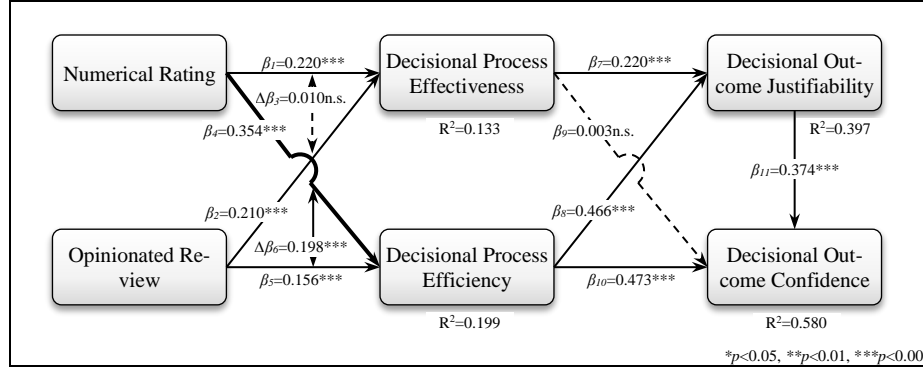 Numerical Rating
β1=0.220***
Decisional Process
Effectiveness
β7=0.220***
Decisional Out-
come Justifiability
Δβ3=0.010n.s.
β4=0.354***
R²=0.133
β9=0.003n.s.
R²=0.397
β11=0.374***
β2=0.210***
β8=0.466***
Opinionated Re-
view
Δβ6=0.198***
β5=0.156***
Decisional Process
Efficiency
β10=0.473***
Decisional Out-
come Confidence
R²=0.199
R²=0.580
*p<0.05, **p<0.01, ***p<0.00